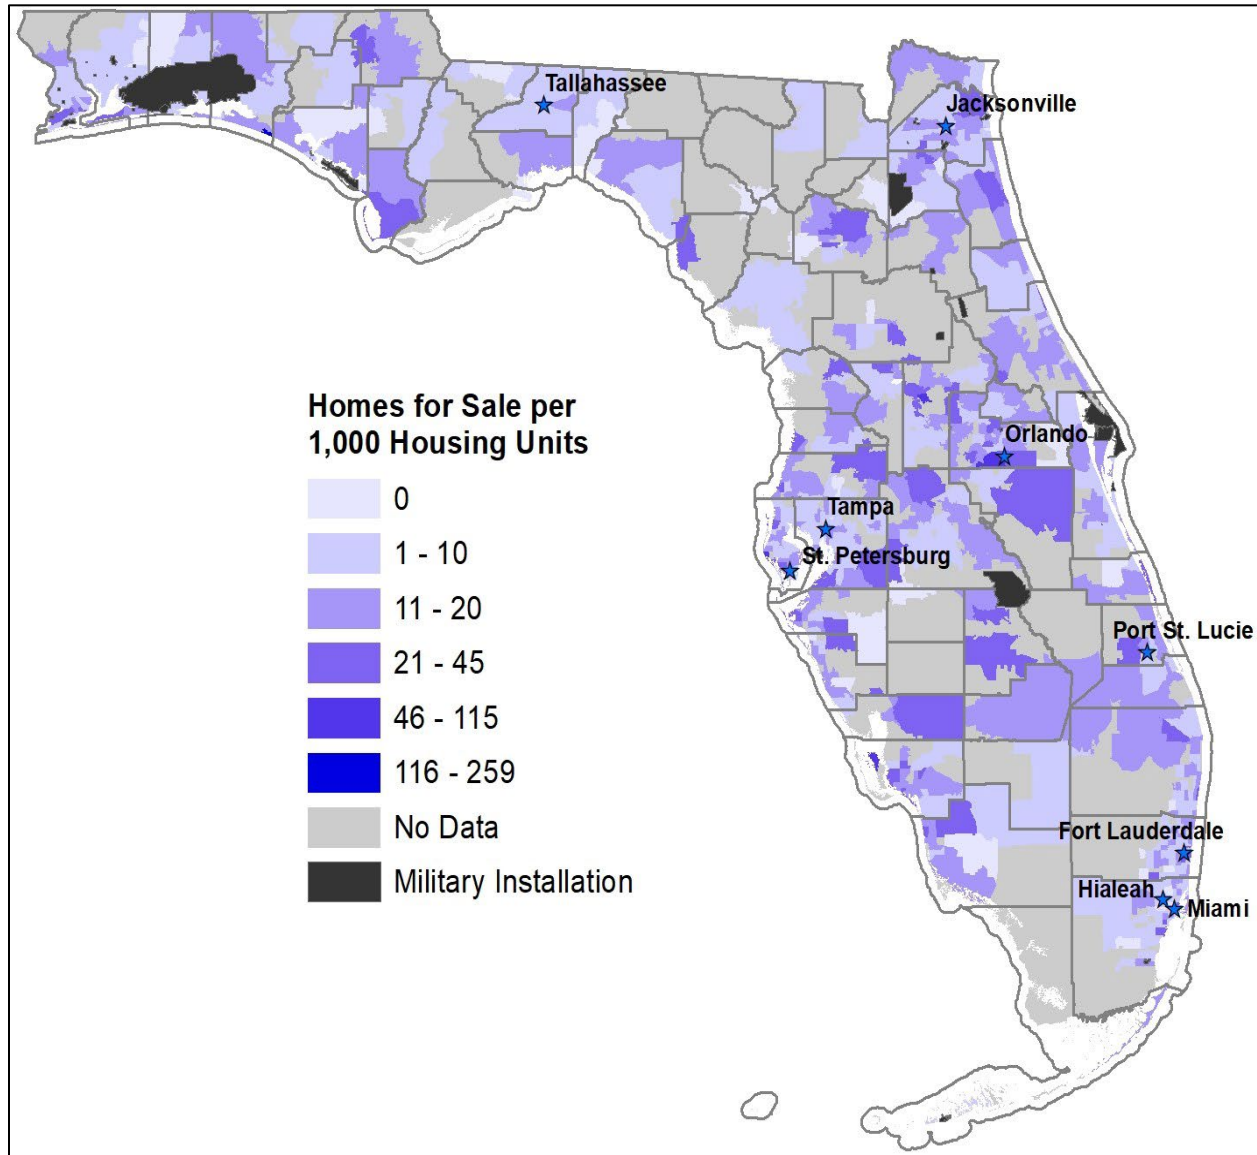 Tallahassee
Jacksonville
Homes for Sale per
1,000 Housing Units
0
1 - 10
11 - 20
21 - 45
46 - 115
116 - 259
No Data
Military Installation
Orlando
Tampa
St. Petersburg
Port St. Lucie
Fort Lauderdale
Hialeah
Miami